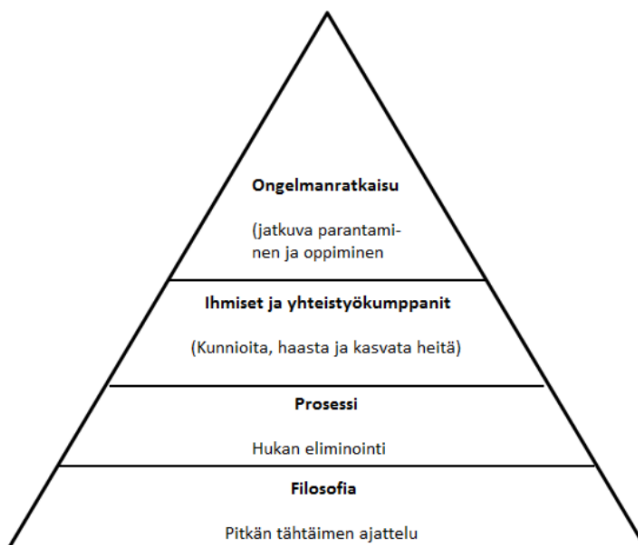 Ongelmanratkaisu
(jatkuva parantami-
nen ja oppiminen
Ihmiset ja yhteistyökumppanit
(Kunnioita, haasta ja kasvata heitä)
Prosessi
Hukan eliminointi
Filosofia
Pitkän tähtäimen ajattelu